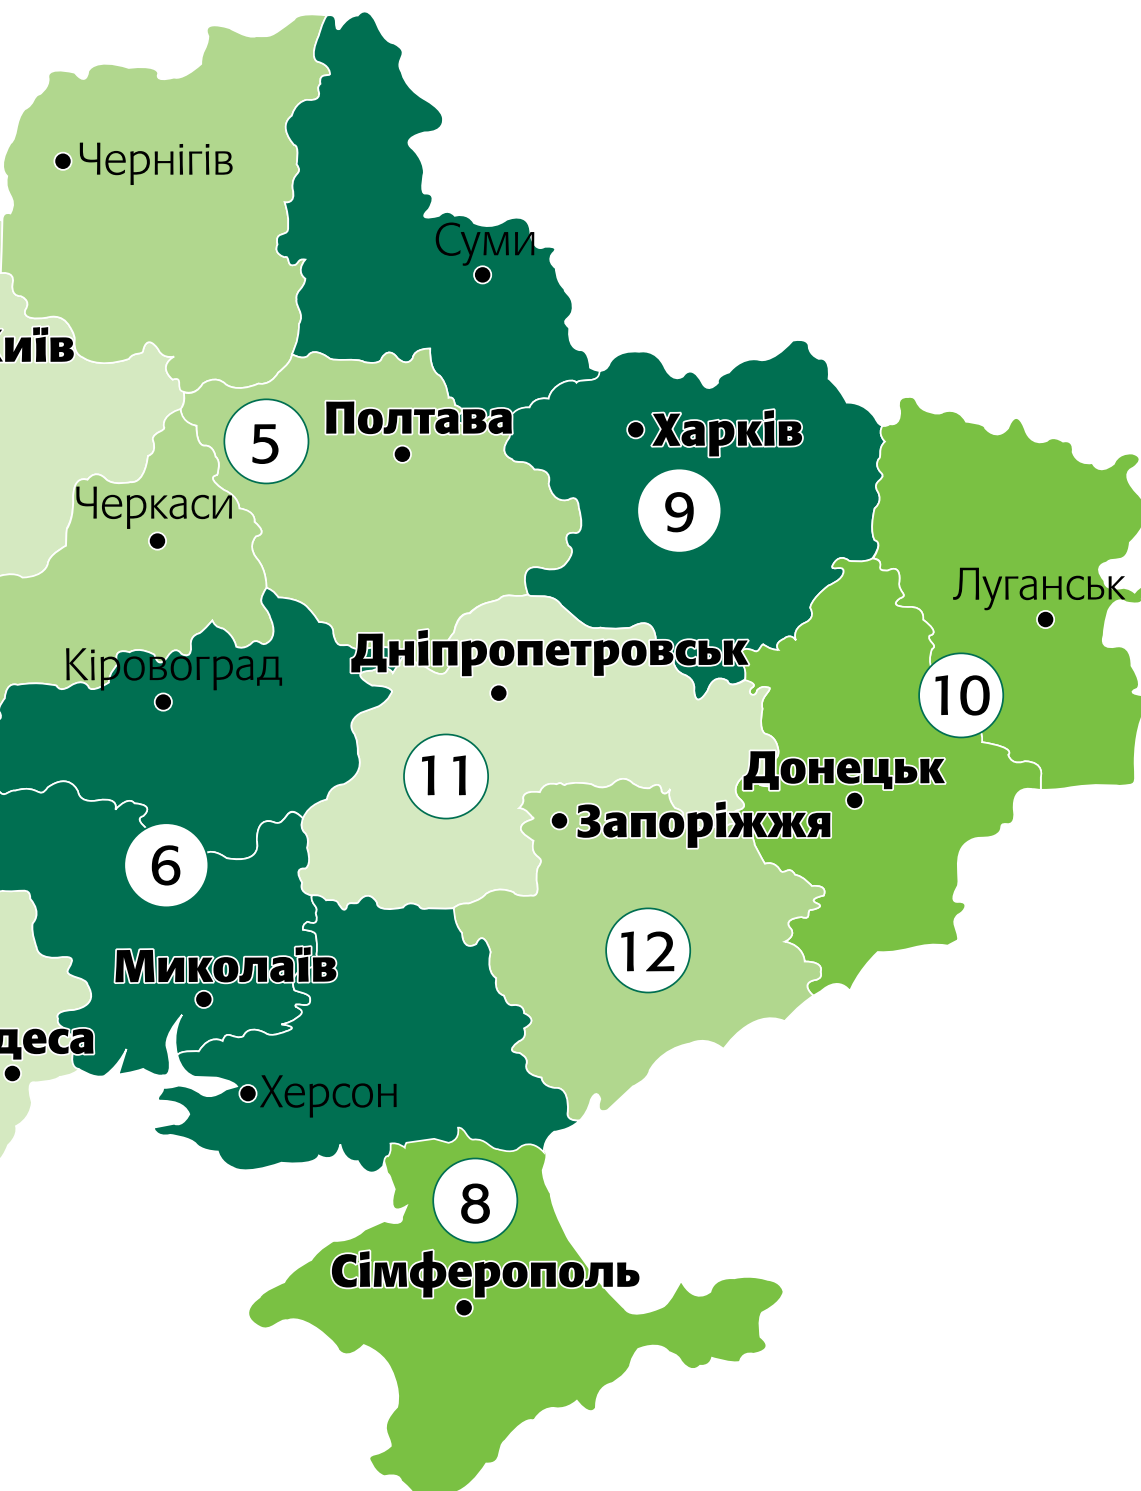 Чернігів
Суми
Київ
5
Полтава
Харків
9
Черкаси
Луганськ
Кіровоград
Дніпропетровськ
10
11
Донецьк
Запоріжжя
6
12
Миколаїв
деса
Херсон
8
Сімферополь